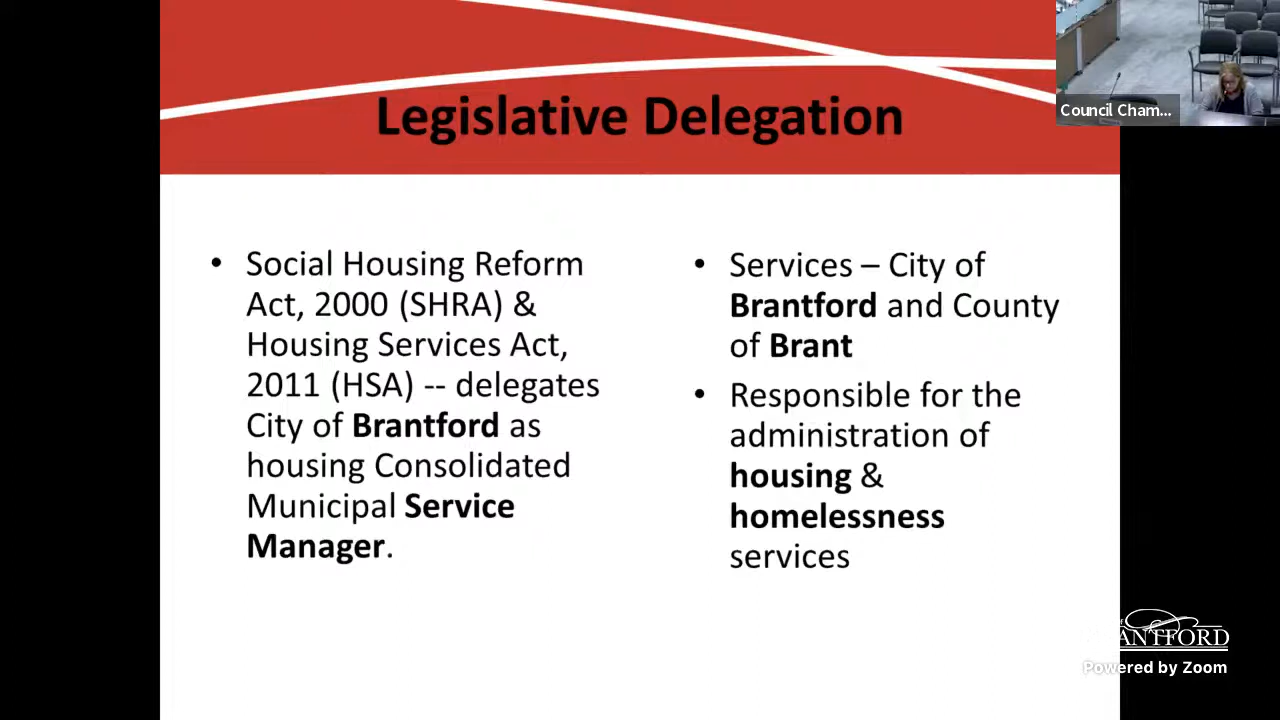 Legislative Delegation
Council Cham...
• Social Housing Reform
Act, 2000 (SHRA) &
Housing Services Act,
2011 (HSA) -- delegates
City of Brantford as
housing Consolidated
Municipal Service
Manager.
• Services – City of
Brantford and County
of Brant
• Responsible for the
administration of
housing &
homelessness
services
ANTFORD
Powered by Zoom